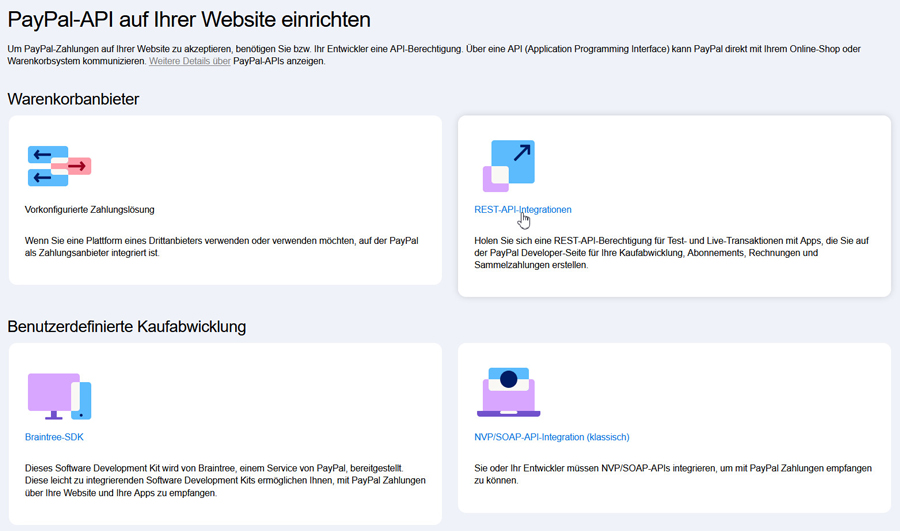 PayPal-API auf Ihrer Website einrichten
Um PayPal-Zahlungen auf Ihrer Website zu akzeptieren, benötigen Sie bzw. Ihr Entwickler eine API-Berechtigung. Über eine API (Application Programming Interface) kann PayPal direkt mit Ihrem Online-Shop oder
Warenkorbsystem kommunizieren. Weitere Details über PayPal-APIs anzeigen.
Warenkorbanbieter
Vorkonfigurierte Zahlungslösung
Wenn Sie eine Plattform eines Drittanbieters verwenden oder verwenden möchten, auf der PayPal
als Zahlungsanbieter integriert ist.
REST-API-Integrationen
Holen Sie sich eine REST-API-Berechtigung für Test- und Live-Transaktionen mit Apps, die Sie auf
der PayPal Developer-Seite für Ihre Kaufabwicklung, Abonnements, Rechnungen und
Sammelzahlungen erstellen.
Benutzerdefinierte Kaufabwicklung
Braintree-SDK
Dieses Software Development Kit wird von Braintree, einem Service von PayPal, bereitgestellt.
Diese leicht zu integrierenden Software Development Kits ermöglichen Ihnen, mit PayPal Zahlungen
über Ihre Website und Ihre Apps zu empfangen.
NVP/SOAP-API-Integration (klassisch)
Sie oder Ihr Entwickler müssen NVP/SOAP-APIs integrieren, um mit PayPal Zahlungen empfangen
zu können.